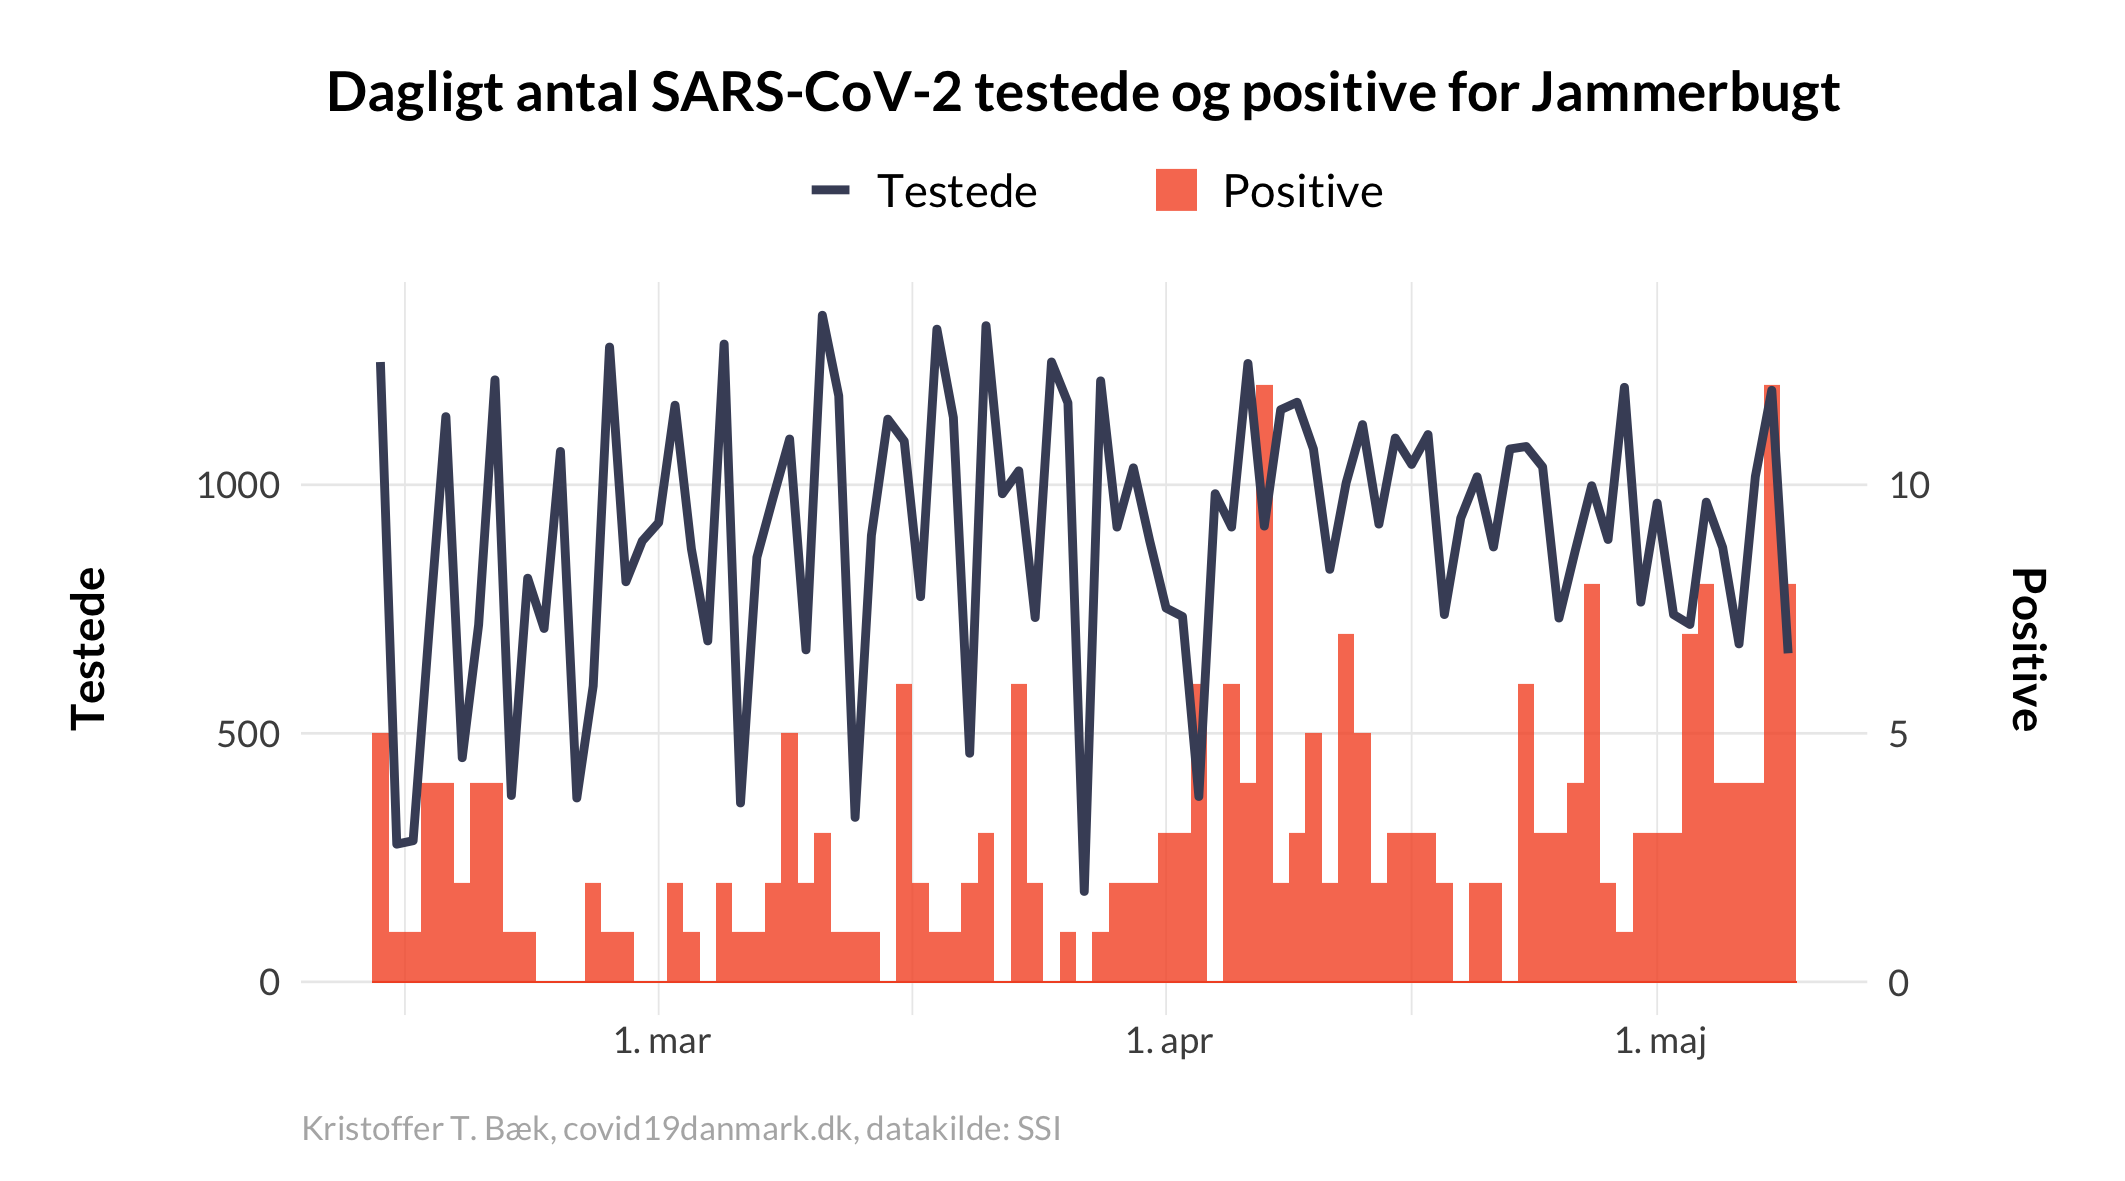 Dagligt antal SARS-CoV-2 testede og positive for Jammerbugt
Testede Positive
1000 10
500 5
0 0
Testede
Positive
1. mar 1. apr 1. maj
Kristoffer T. Bæk, covid19danmark.dk, datakilde: SSI